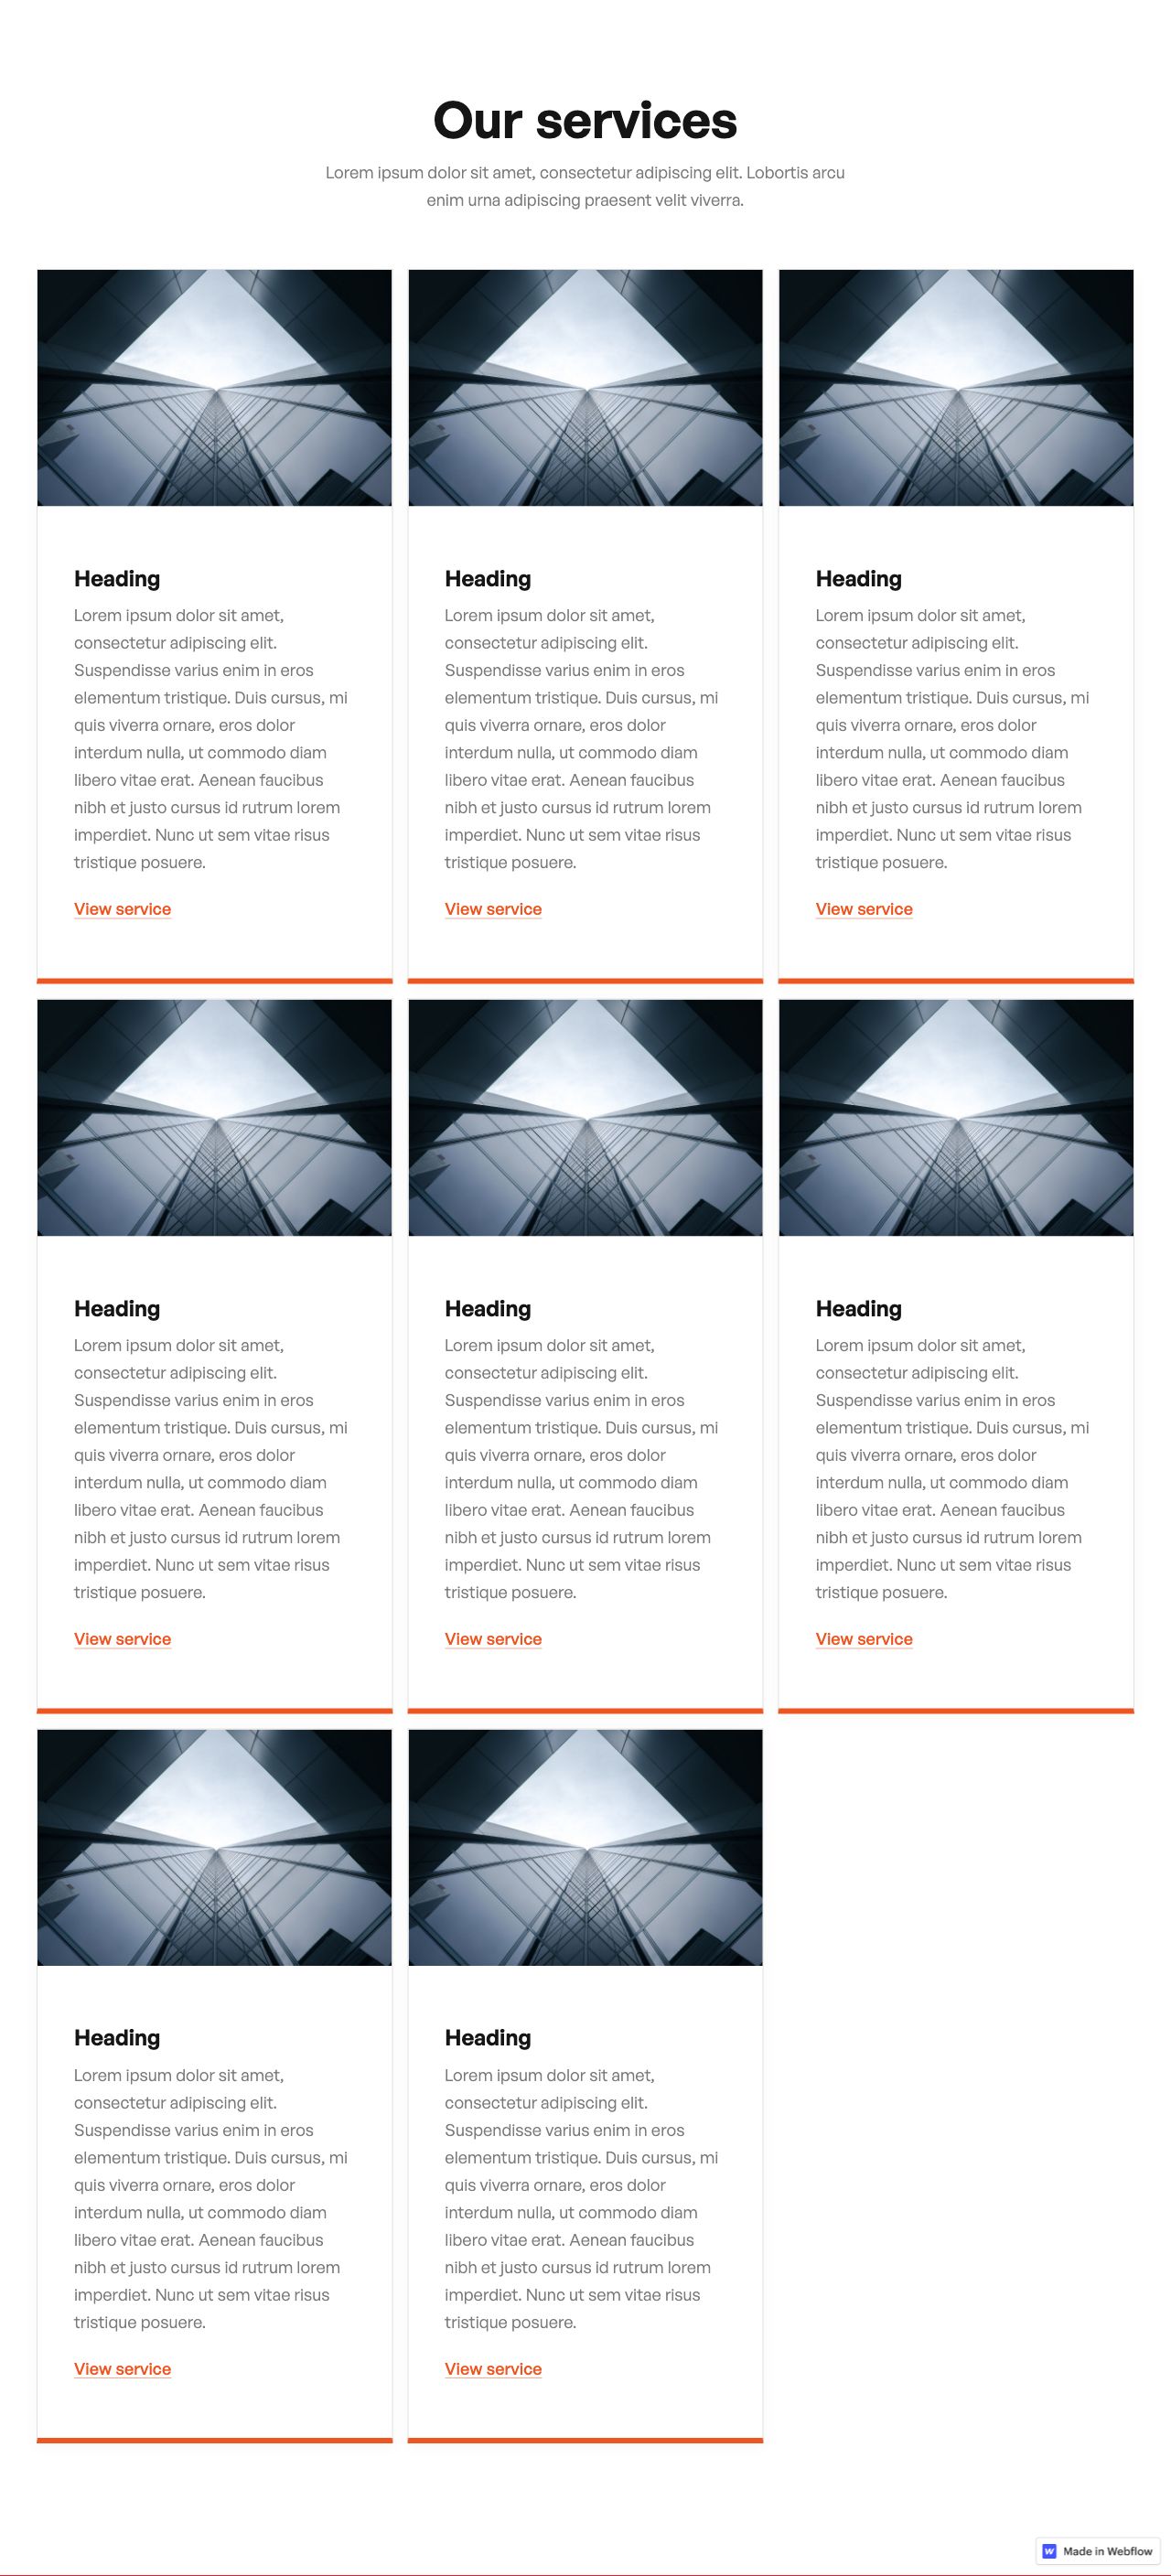 Our services
Lorem ipsum dolor sit amet, consectetur adipiscing elit. Lobortis arcu
enim urna adipiscing praesent velit viverra.
Heading
Lorem ipsum dolor sit amet,
consectetur adipiscing elit.
Suspendisse varius enim in eros
elementum tristique. Duis cursus, mi
quis viverra ornare, eros dolor
interdum nulla, ut commodo diam
libero vitae erat. Aenean faucibus
nibh et justo cursus id rutrum lorem
imperdiet. Nunc ut sem vitae risus
tristique posuere.
View service
Heading
Lorem ipsum dolor sit amet,
consectetur adipiscing elit.
Suspendisse varius enim in eros
elementum tristique. Duis cursus, mi
quis viverra ornare, eros dolor
interdum nulla, ut commodo diam
libero vitae erat. Aenean faucibus
nibh et justo cursus id rutrum lorem
imperdiet. Nunc ut sem vitae risus
tristique posuere.
View service
Heading
Lorem ipsum dolor sit amet,
consectetur adipiscing elit.
Suspendisse varius enim in eros
elementum tristique. Duis cursus, mi
quis viverra ornare, eros dolor
interdum nulla, ut commodo diam
libero vitae erat. Aenean faucibus
nibh et justo cursus id rutrum lorem
imperdiet. Nunc ut sem vitae risus
tristique posuere.
View service
Heading
Lorem ipsum dolor sit amet,
consectetur adipiscing elit.
Suspendisse varius enim in eros
elementum tristique. Duis cursus, mi
quis viverra ornare, eros dolor
interdum nulla, ut commodo diam
libero vitae erat. Aenean faucibus
nibh et justo cursus id rutrum lorem
imperdiet. Nunc ut sem vitae risus
tristique posuere.
View service
Heading
Lorem ipsum dolor sit amet,
consectetur adipiscing elit.
Suspendisse varius enim in eros
elementum tristique. Duis cursus, mi
quis viverra ornare, eros dolor
interdum nulla, ut commodo diam
libero vitae erat. Aenean faucibus
nibh et justo cursus id rutrum lorem
imperdiet. Nunc ut sem vitae risus
tristique posuere.
View service
Heading
Lorem ipsum dolor sit amet,
consectetur adipiscing elit.
Suspendisse varius enim in eros
elementum tristique. Duis cursus, mi
quis viverra ornare, eros dolor
interdum nulla, ut commodo diam
libero vitae erat. Aenean faucibus
nibh et justo cursus id rutrum lorem
imperdiet. Nunc ut sem vitae risus
tristique posuere.
View service
Heading
Lorem ipsum dolor sit amet,
consectetur adipiscing elit.
Suspendisse varius enim in eros
elementum tristique. Duis cursus, mi
quis viverra ornare, eros dolor
interdum nulla, ut commodo diam
libero vitae erat. Aenean faucibus
nibh et justo cursus id rutrum lorem
imperdiet. Nunc ut sem vitae risus
tristique posuere.
View service
Heading
Lorem ipsum dolor sit amet,
consectetur adipiscing elit.
Suspendisse varius enim in eros
elementum tristique. Duis cursus, mi
quis viverra ornare, eros dolor
interdum nulla, ut commodo diam
libero vitae erat. Aenean faucibus
nibh et justo cursus id rutrum lorem
imperdiet. Nunc ut sem vitae risus
tristique posuere.
View service
Made in Webflow